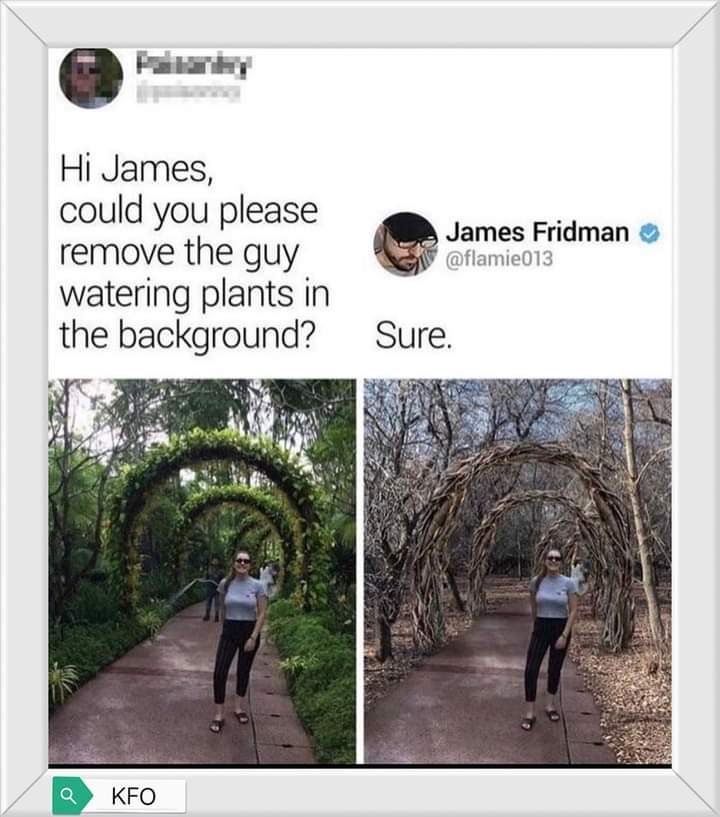 Hi James,
could you please
remove the guy
watering plants in
the background?
James Fridman
@flamie013
Sure.
KFO